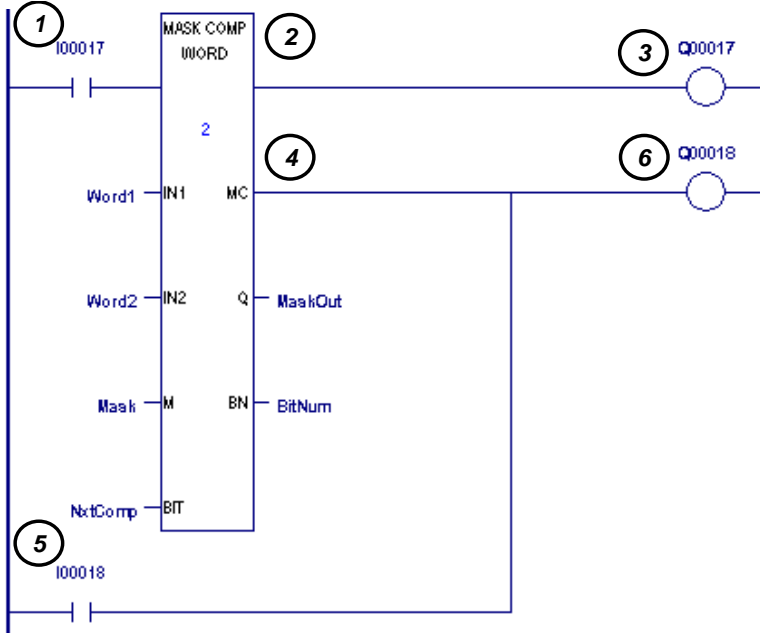 1
I00017
MASK COMP
WORD
2
3
Q00017
2
4
6
Q00018
Word1
IN1
MC
Word2
IN2
Q
MaskOut
Mask
M
BN
BitNum
NxtComp
BIT
5
I00018